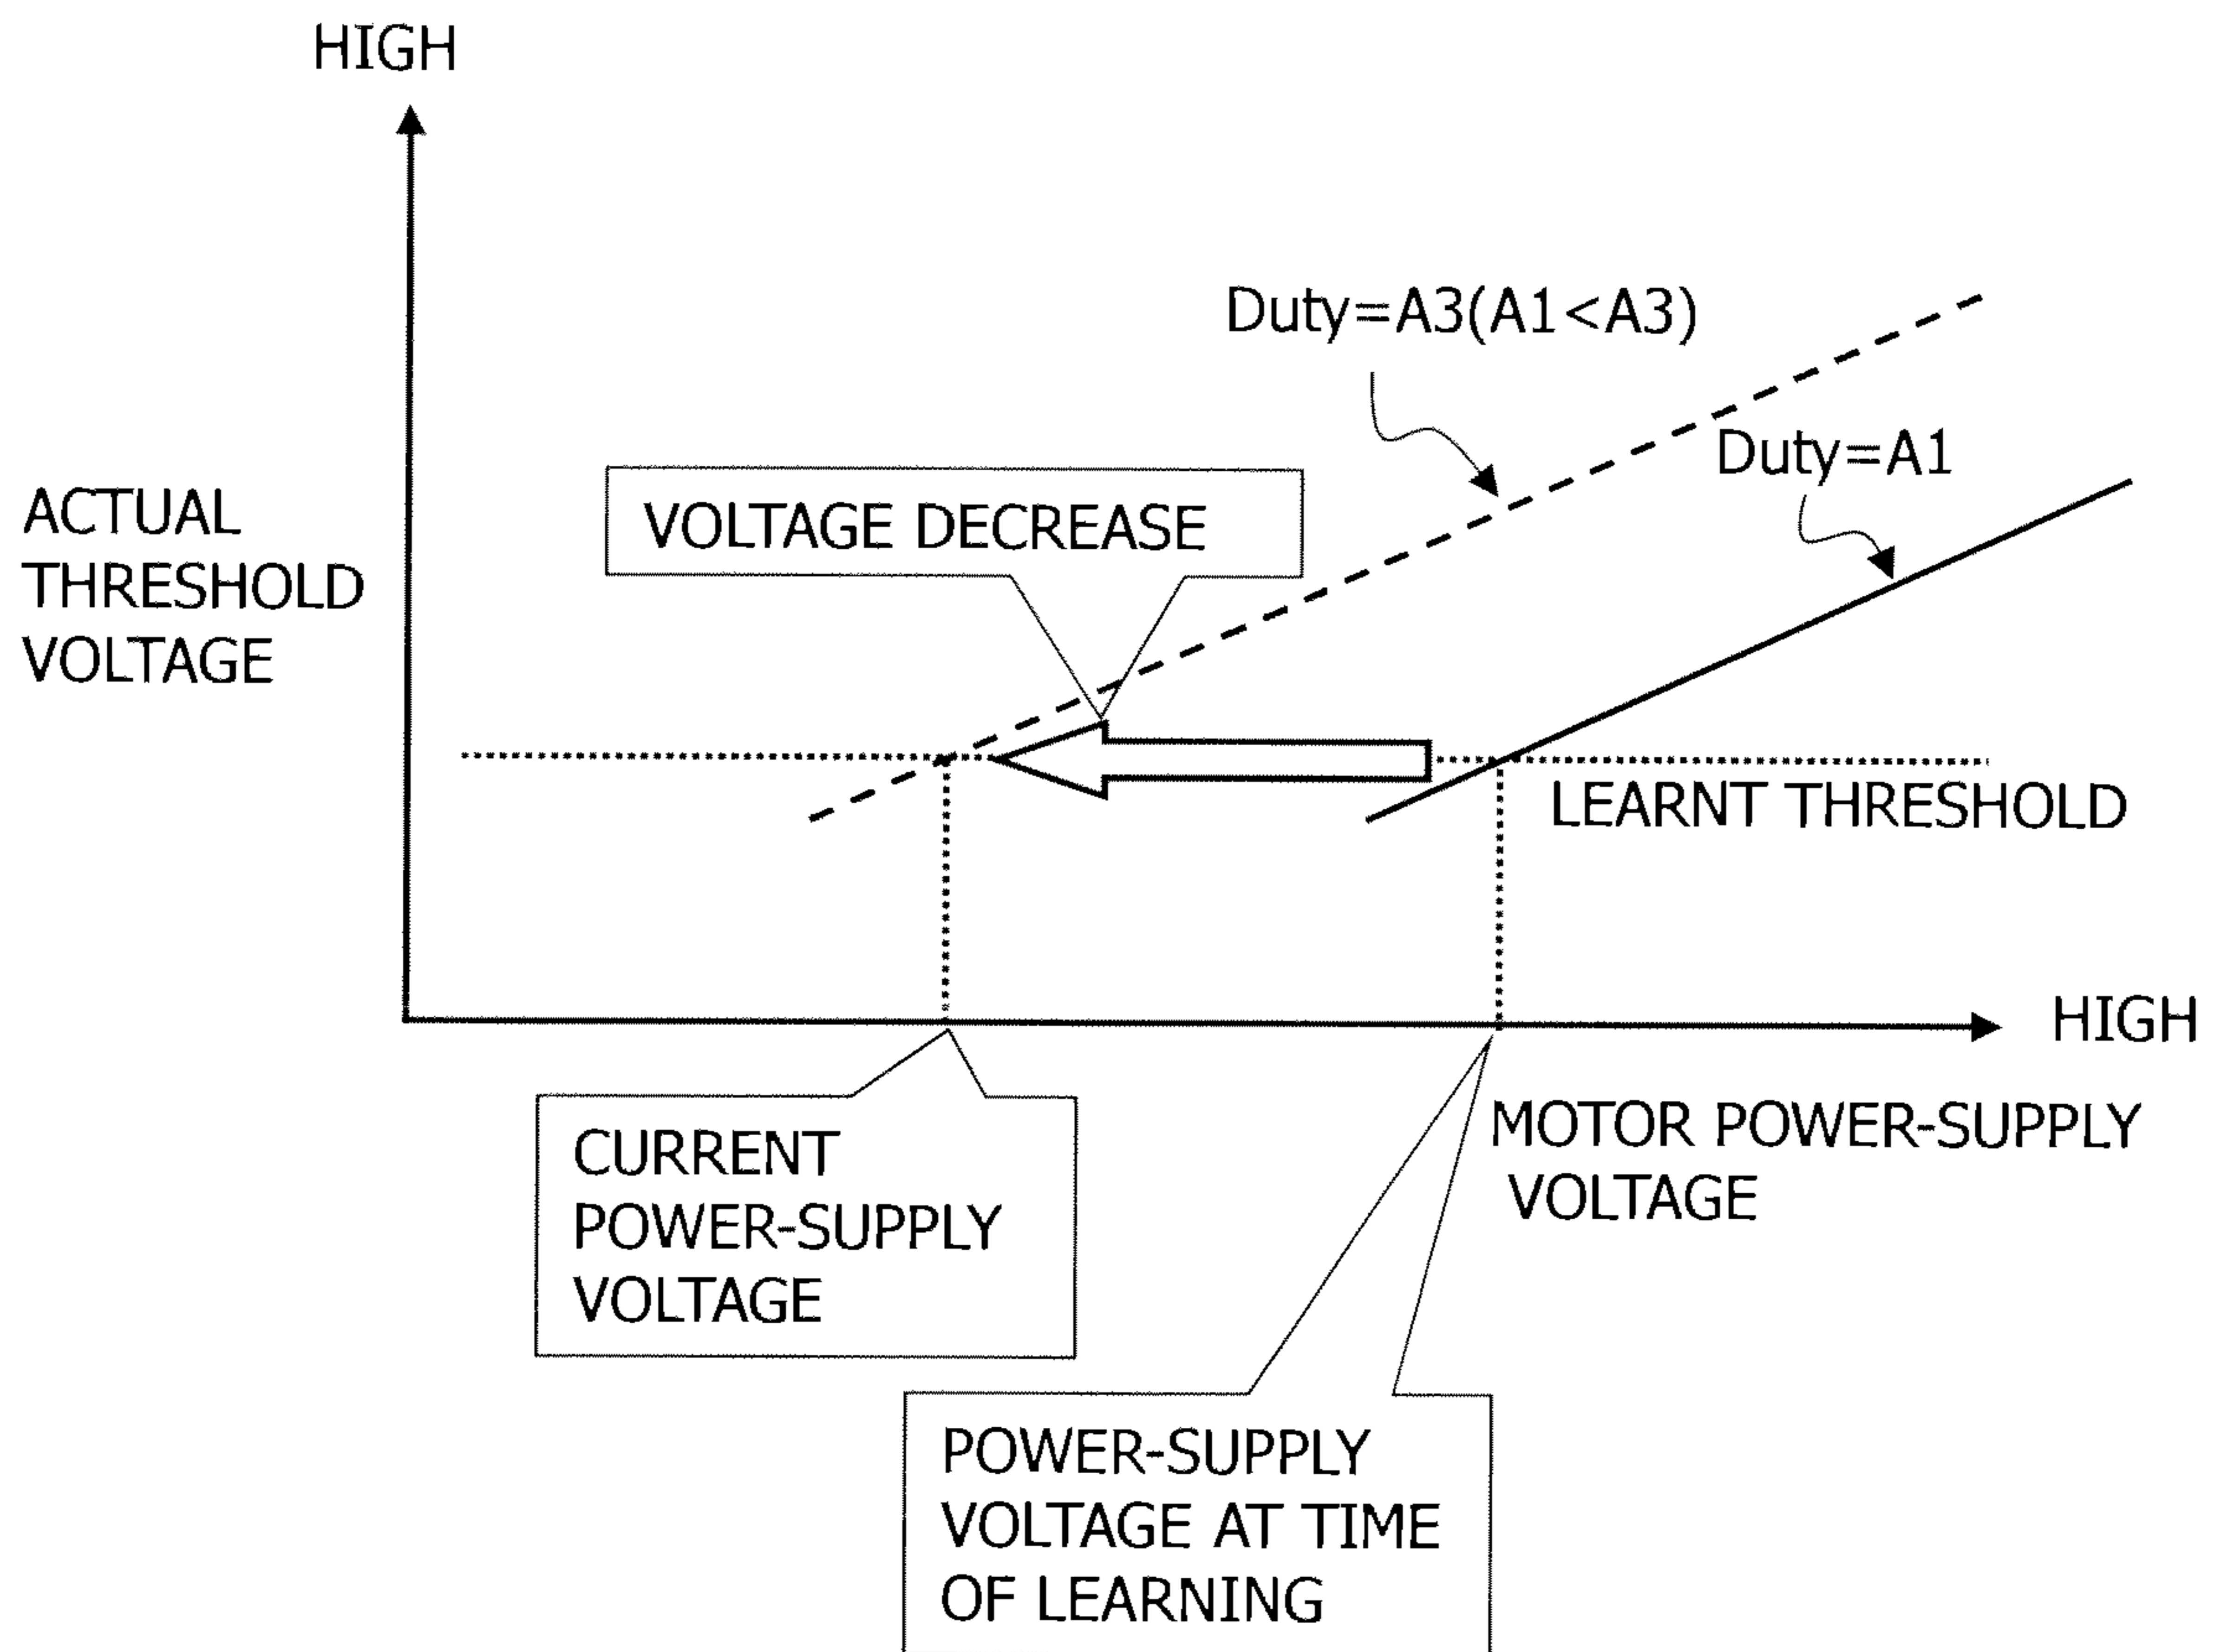 HIGH
Duty=A3(A1<A3)
Duty=A1
VOLTAGE DECREASE
ACTUAL
THRESHOLD
VOLTAGE
LEARNT THRESHOLD
HIGH
MOTOR POWER-SUPPLY
VOLTAGE
CURRENT
POWER-SUPPLY
VOLTAGE
POWER-SUPPLY
VOLTAGE AT TIME
OF LEARNING